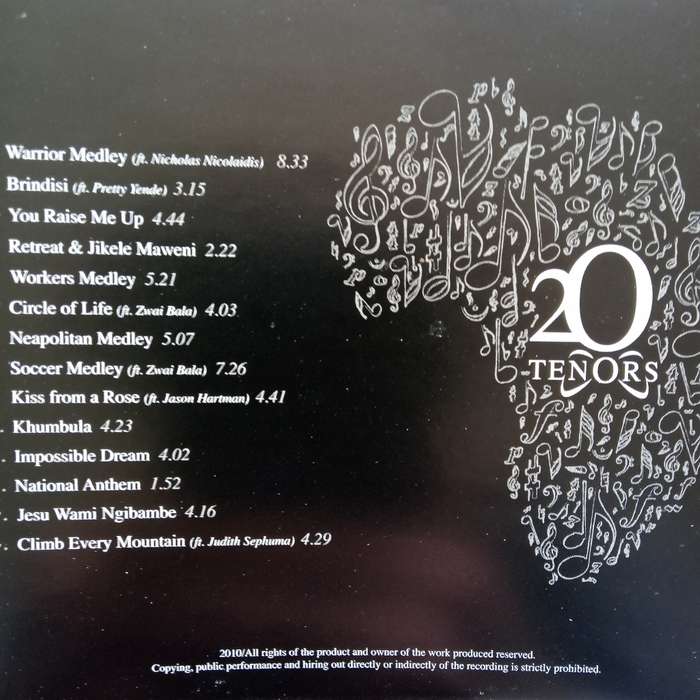 Warrior Medley (ft. Nicholas Nicolaidis) 8.33
Brindisi (ft. Pretty Yende) 3.15
You Raise Me Up 4.44
Retreat & Jikele Maweni 2.22
Workers Medley 5.21
Circle of Life (ft. Zwai Bala) 4.03
Neapolitan Medley 5.07
Soccer Medley (ft. Zwai Bala) 7.26
Kiss from a Rose (ft. Jason Hartman) 4.41
. Khumbula 4.23
. Impossible Dream 4.02
. National Anthem 1.52
. Jesu Wami Ngibambe 4.16
. Climb Every Mountain (ft. Judith Sephuma) 4.29
20
TENORS
2010/All rights of the product and owner of the work produced reserved.
Copying, public performance and hiring out directly or indirectly of the recording is strictly prohibited.